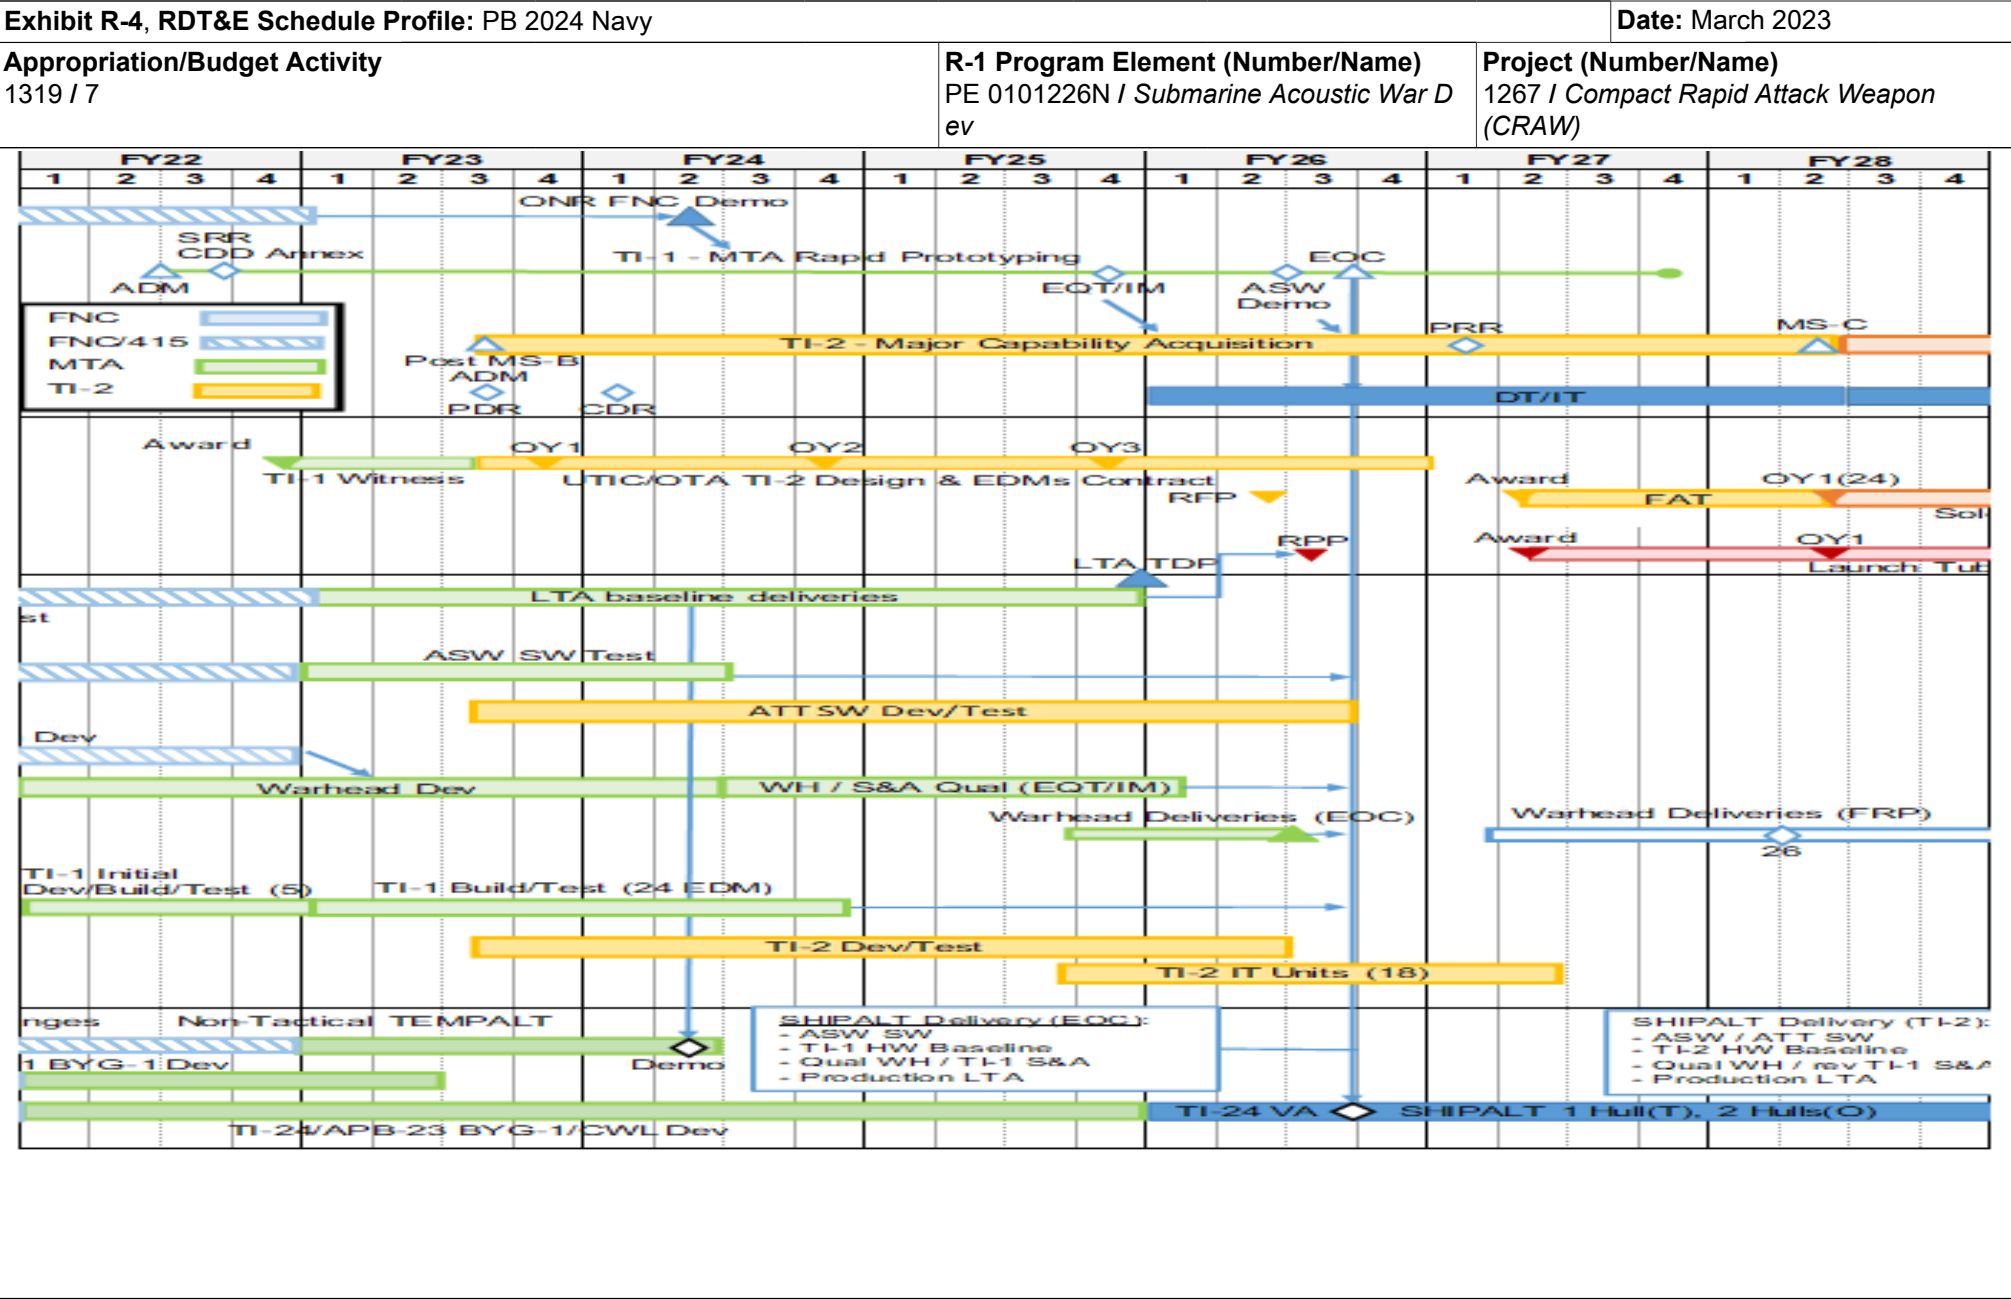 Exhibit R-4, RDT&E Schedule Profile: PB 2024 Navy
Date: March 2023
Appropriation/Budget Activity
1319 / 7
R-1 Program Element (Number/Name)
PE 0101226N / Submarine Acoustic War D
ev
Project (Number/Name)
1267 / Compact Rapid Attack Weapon
(CRAW)
FY22 FY23 FY24 FY25 FY26 FY27 FY28
1 2 3 4 1 2 3 4 1 2 3 4 1 2 3 4 1 2 3 4 1 2 3 4 1 2 3 4
ONR FNC Demo
SRR
CDD Annex
TI-1 - MTA Rapid Prototyping
EOC
ADM
EQT/IM
ASW
Demo
FNC
FNC/415
MTA
TI-2
PRR
MS-C
TI-2 - Major Capability Acquisition
Post MS-B
ADM
PDR
CDR
DT/IT
Award
OY1
OY2
OY3
TI-1 Witness
UTIC/OTA TI-2 Design & EDMs Contract
RFP
Award
OY1(24)
FAT
Sol
RPP
Award
OY1
LTA TDP
Launch Tub
LTA baseline deliveries
st
ASW SW Test
ATT SW Dev/Test
Dev
Warhead Dev
WH / S&A Qual (EQT/IM)
Warhead Deliveries (EOC)
Warhead Deliveries (FRP)
26
TI-1 Initial
Dev/Build/Test (5)
TI-1 Build/Test (24 EDM)
TI-2 Dev/Test
TI-2 IT Units (18)
nges
Non-Tactical TEMPALT
Demo
1 BYG-1 Dev
SHIPALT Delivery (EOC):
- ASW SW
- TI-1 HW Baseline
- Qual WH / TI-1 S&A
- Production LTA
SHIPALT Delivery (TI-2):
- ASW / ATT SW
- TI-2 HW Baseline
- Qual WH / rev TI-1 S&A
- Production LTA
TI-24 VA
SHIPALT 1 Hull(T), 2 Hulls(O)
TI-24/APB-23 BYG-1/CWL Dev